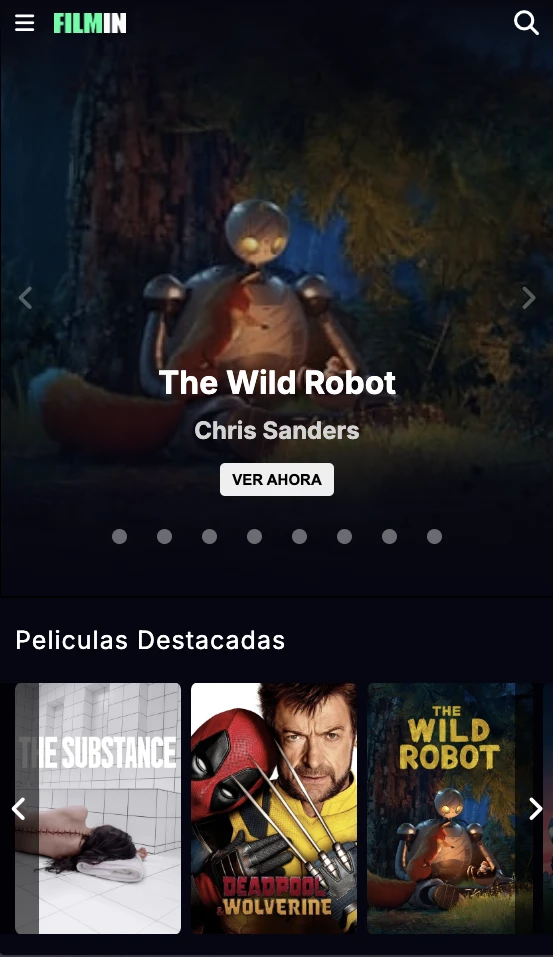 FILMIN
The Wild Robot
Chris Sanders
VER AHORA
Peliculas Destacadas
THE SUBSTANCE
DEADPOOL
& WOLVERINE
THE
WILD
ROBOT